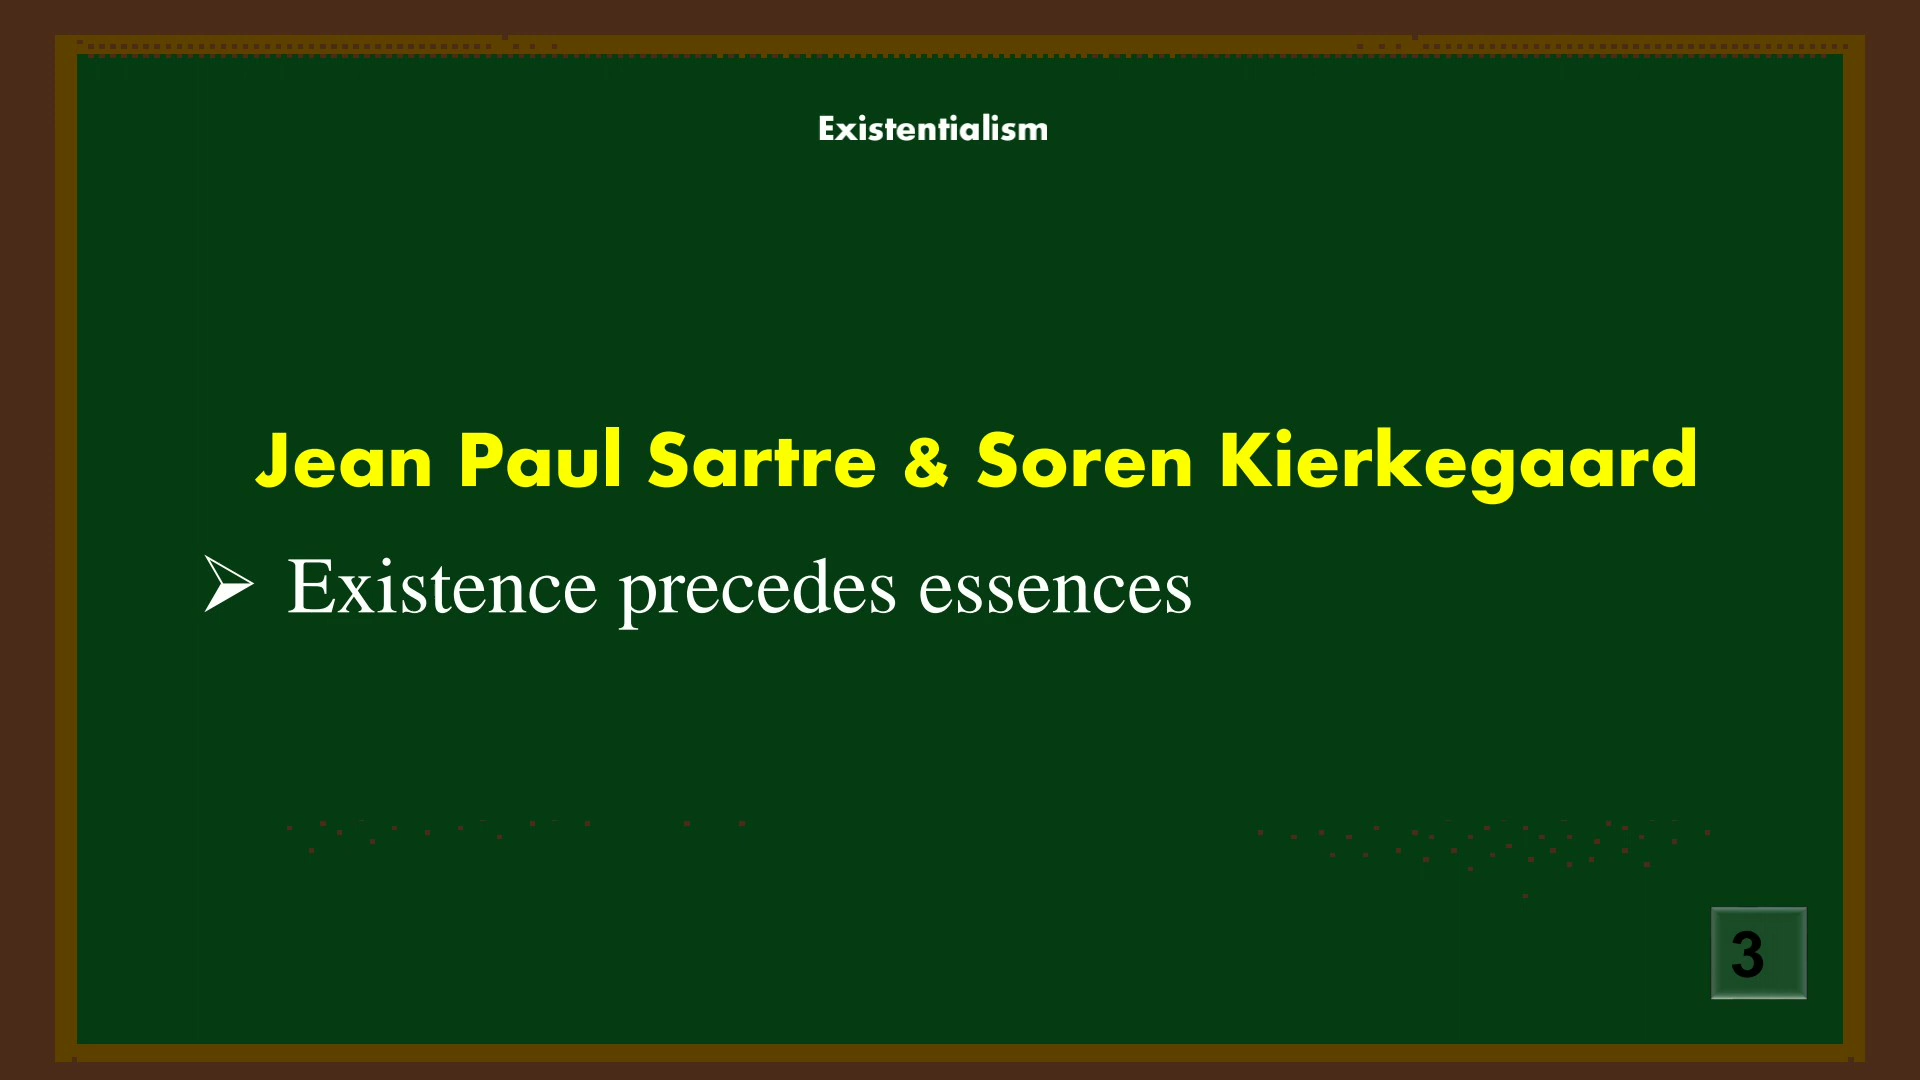 Existentialism
Jean Paul Sartre & Soren Kierkegaard
➢ Existence precedes essences
3